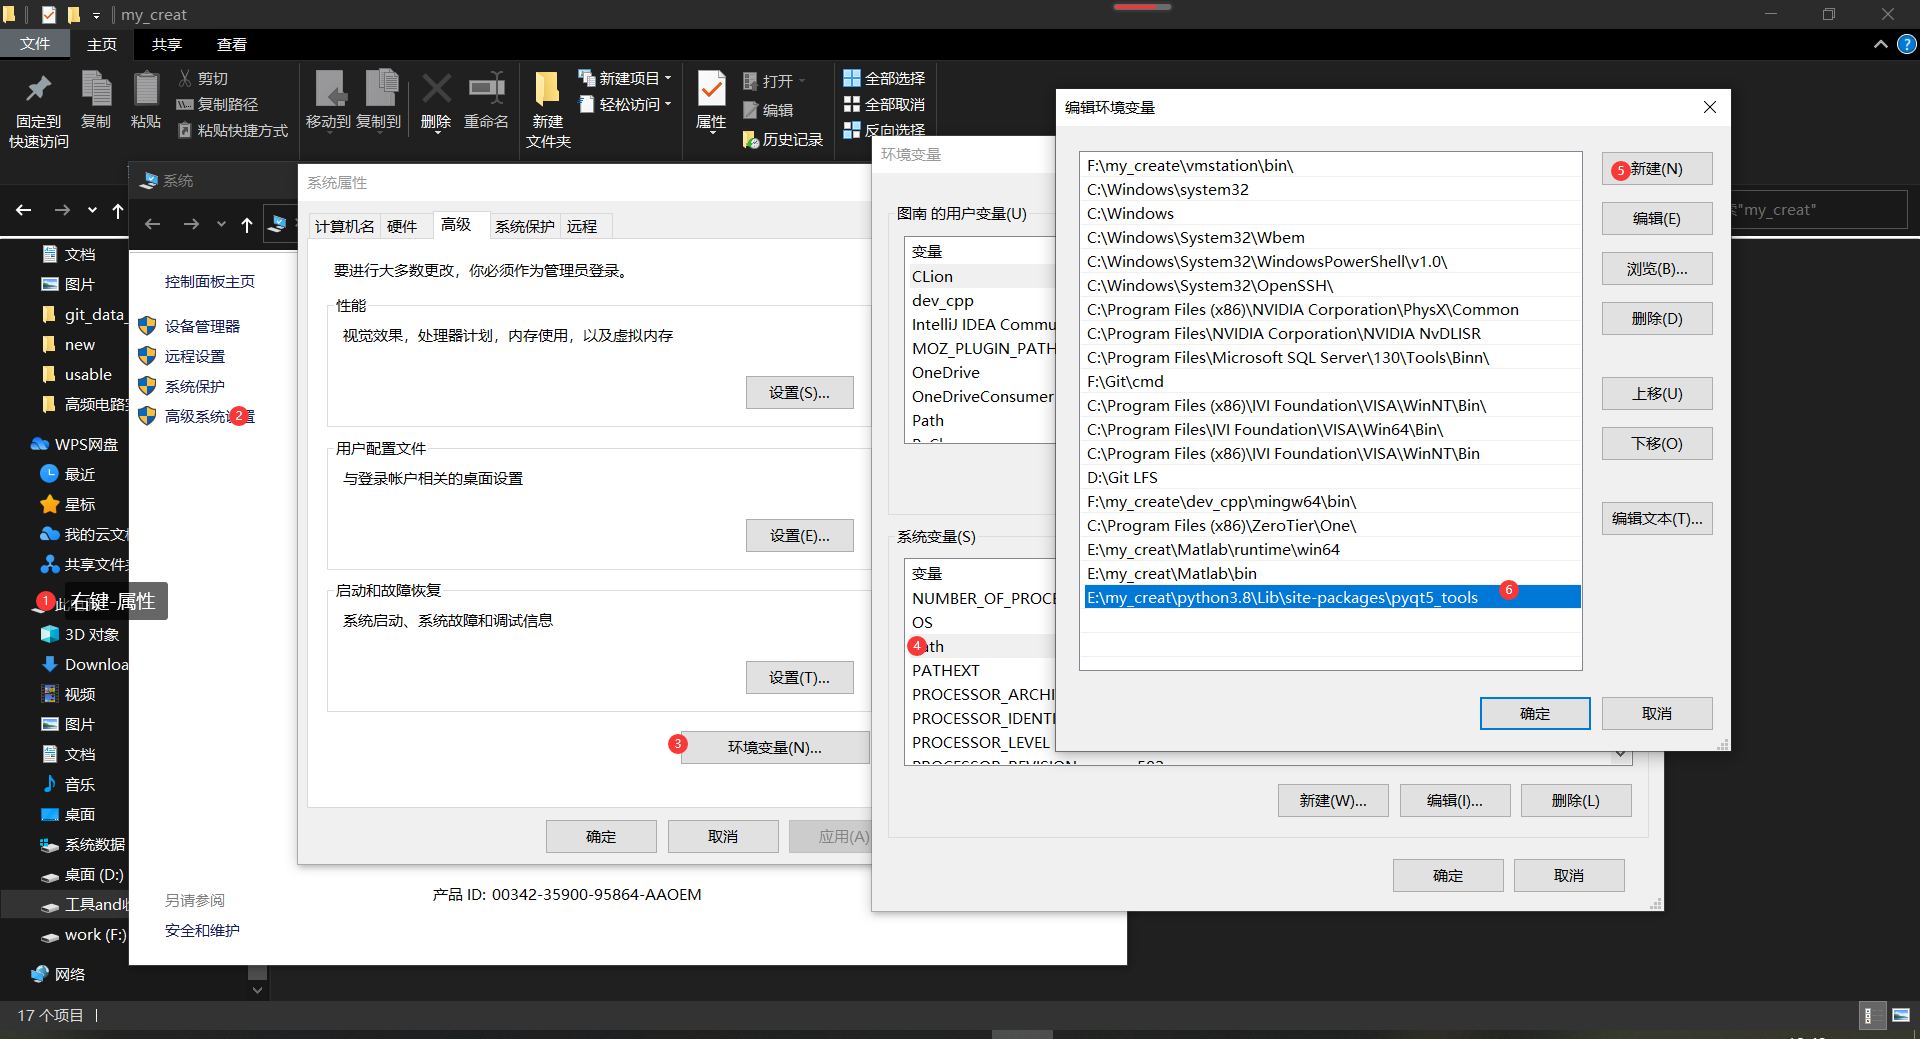 my_creat
文件
主页
共享
查看
固定到
快速访问
复制
粘贴
剪切
复制路径
粘贴快捷方式
移动到
复制到
删除
重命名
新建
文件夹
新建项目
轻松访问
属性
打开
编辑
历史记录
全部选择
全部取消
反向选择
"my_creat"
文档
图片
git_data_
new
usable
高频电路实
WPS网盘
最近
星标
我的云文档
共享文件夹
1
右键-属性
3D 对象
Downloa
视频
图片
文档
音乐
桌面
系统数据
桌面 (D:)
工具and
work (F:)
网络
17 个项目
系统
控制面板主页
设备管理器
远程设置
系统保护
高级系统设置
2
另请参阅
安全和维护
产品 ID: 00342-35900-95864-AAOEM
系统属性
计算机名
硬件
高级
系统保护
远程
要进行大多数更改，你必须作为管理员登录。
性能
视觉效果，处理器计划，内存使用，以及虚拟内存
设置(S)...
用户配置文件
与登录帐户相关的桌面设置
设置(E)...
启动和故障恢复
系统启动、系统故障和调试信息
设置(T)...
3
环境变量(N)...
确定
取消
应用(A)
环境变量
图南 的用户变量(U)
变量
CLion
dev_cpp
IntelliJ IDEA Commu
MOZ_PLUGIN_PATH
OneDrive
OneDriveConsumer
Path
系统变量(S)
变量
NUMBER_OF_PROCE
OS
4
ath
PATHEXT
PROCESSOR_ARCHI
PROCESSOR_IDENTI
PROCESSOR_LEVEL
PROCESSOR_REVISION
新建(W)...
编辑(I)...
删除(L)
确定
取消
编辑环境变量
F:\my_create\vmstation\bin\
C:\Windows\system32
C:\Windows
C:\Windows\System32\Wbem
C:\Windows\System32\WindowsPowerShell\v1.0\
C:\Windows\System32\OpenSSH\
C:\Program Files (x86)\NVIDIA Corporation\PhysX\Common
C:\Program Files\NVIDIA Corporation\NVIDIA NvDLISR
C:\Program Files\Microsoft SQL Server\130\Tools\Binn\
F:\Git\cmd
C:\Program Files (x86)\IVI Foundation\VISA\WinNT\Bin\
C:\Program Files\IVI Foundation\VISA\Win64\Bin\
C:\Program Files (x86)\IVI Foundation\VISA\WinNT\Bin
D:\Git LFS
F:\my_create\dev_cpp\mingw64\bin\
C:\Program Files (x86)\ZeroTier\One\
E:\my_creat\Matlab\runtime\win64
E:\my_creat\Matlab\bin
E:\my_creat\python3.8\Lib\site-packages\pyqt5_tools
6
5
新建(N)
编辑(E)
浏览(B)...
删除(D)
上移(U)
下移(O)
编辑文本(T)...
确定
取消